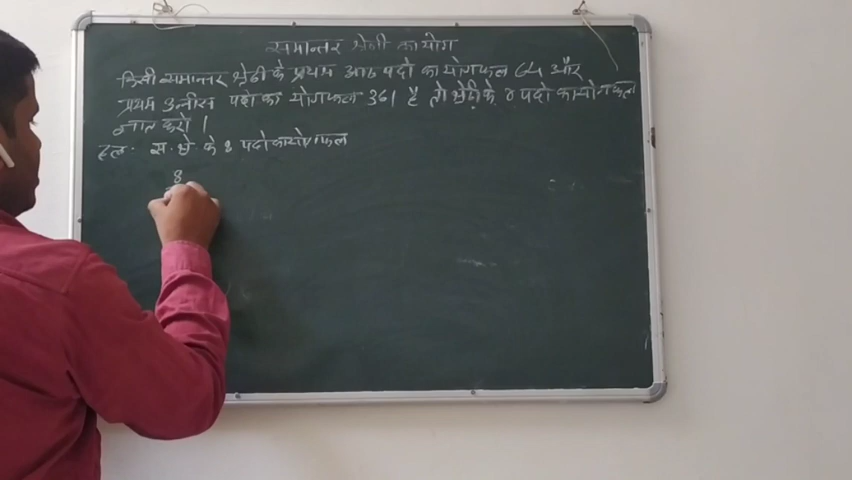 समान्तर श्रेणी का योग
किसी समान्तर श्रेढी के प्रथम आठ पदो का योगफल 64 और
प्रथम उन्नीस पदो का योगफल 361 है तो श्रेढी के n पदो का योगफल
ज्ञात करो ।
हल. स. श्रे. के 8 पदो का योगफल
8